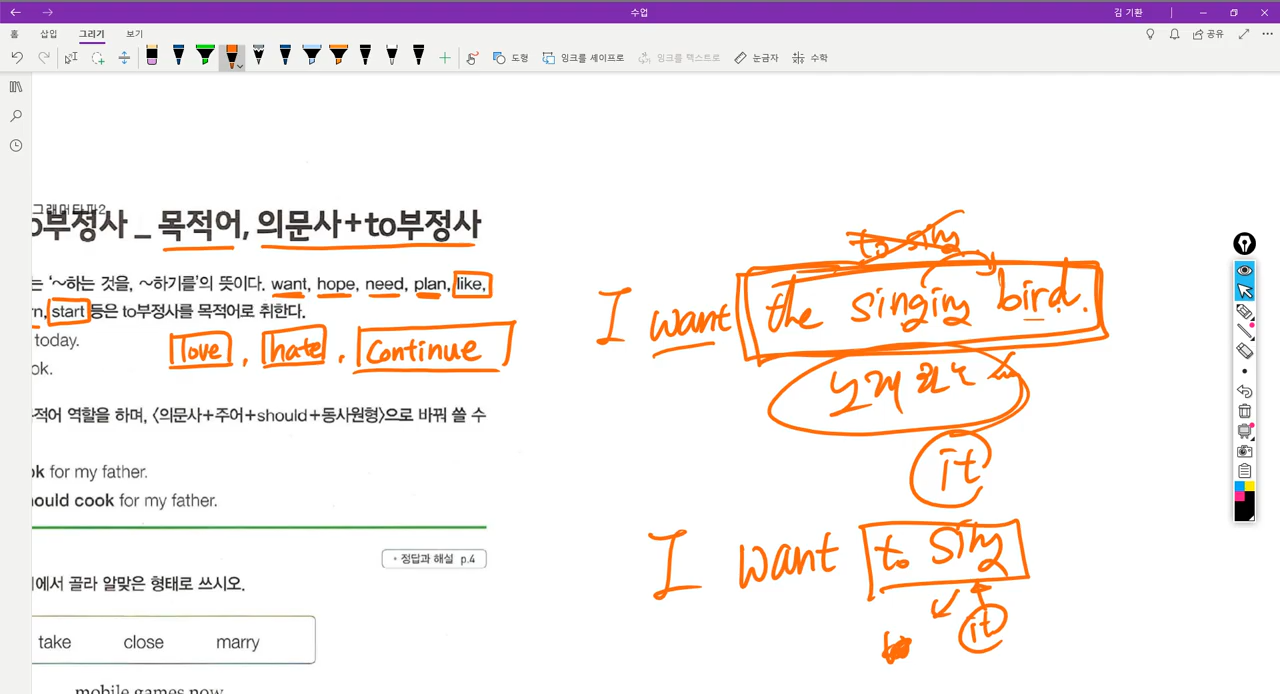 수업
김 기환
홈 삽입 그리기 보기
공유
도형 잉크를 셰이프로 잉크를 텍스트로 눈금자 수학
그래머타파2
o부정사 _ 목적어, 의문사+to부정사
는 '~하는 것을, ~하기를'의 뜻이다. want, hope, need, plan, like,
rn, start 등은 to부정사를 목적어로 취한다.
today.
ok.
love, hate, Continue
적어 역할을 하며, <의문사+주어+should+동사원형>으로 바꿔 쓸 수
ok for my father.
ould cook for my father.
• 정답과 해설 p.4
에서 골라 알맞은 형태로 쓰시오.
take close marry
mobile games now
to sing
I want the singing bird.
노래하는 새
it
I want to sing
it